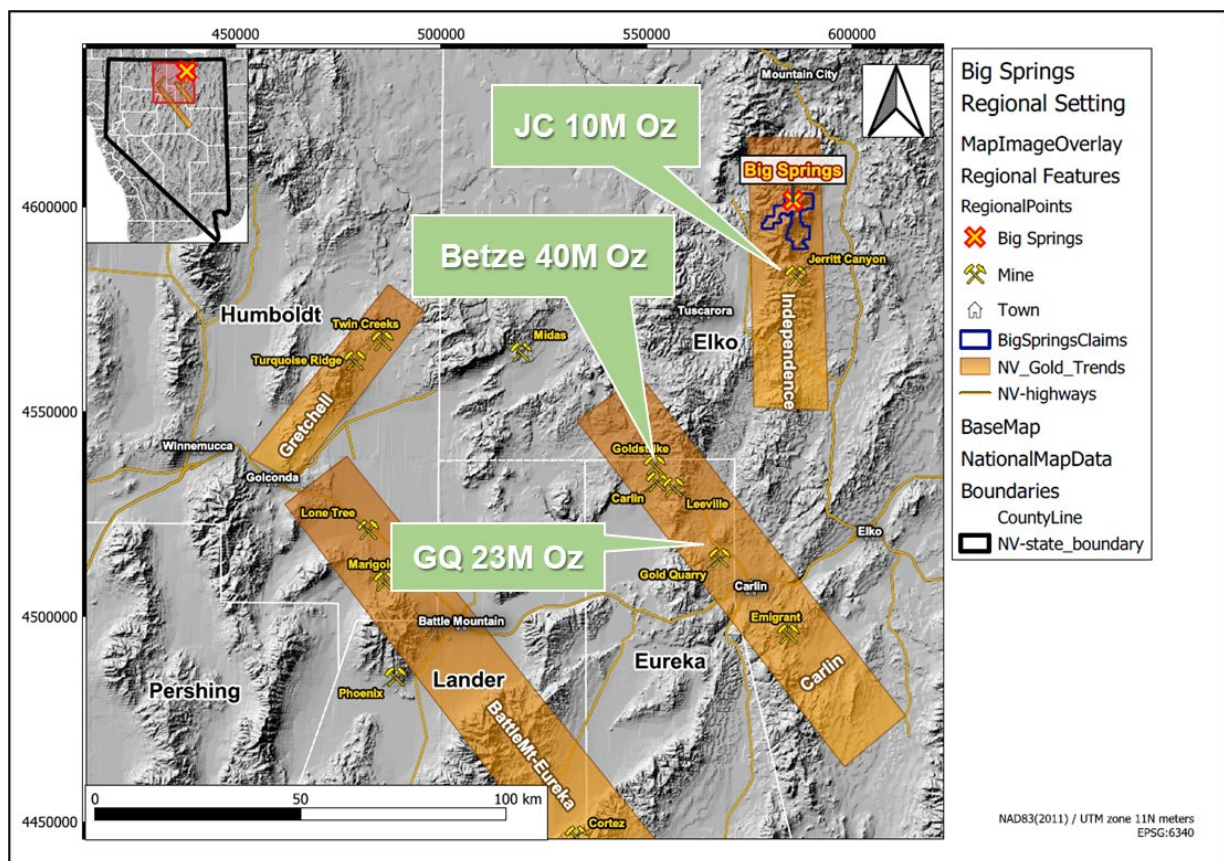 450000
500000
550000
600000
4600000
4550000
4500000
4450000
Mountain City
JC 10M Oz
Big Springs
Betze 40M Oz
Jerritt Canyon
Independence
Humboldt
Twin Creeks
Turquoise Ridge
Getchell
Midas
Tuscarora
Elko
Winnemucca
Golconda
Goldstrike
Carlin
Leeville
Lone Tree
Elko
GQ 23M Oz
Marigold
Gold Quarry
Carlin
Battle Mountain
Emigrant
Eureka
Carlin
Pershing
Phoenix
Lander
BattleMt-Eureka
Cortez
0
50
100 km
Big Springs
Regional Setting
MapImageOverlay
Regional Features
RegionalPoints
Big Springs
Mine
Town
BigSpringsClaims
NV_Gold_Trends
NV-highways
BaseMap
NationalMapData
Boundaries
CountyLine
NV-state_boundary
NAD83(2011) / UTM zone 11N meters
EPSG:6340